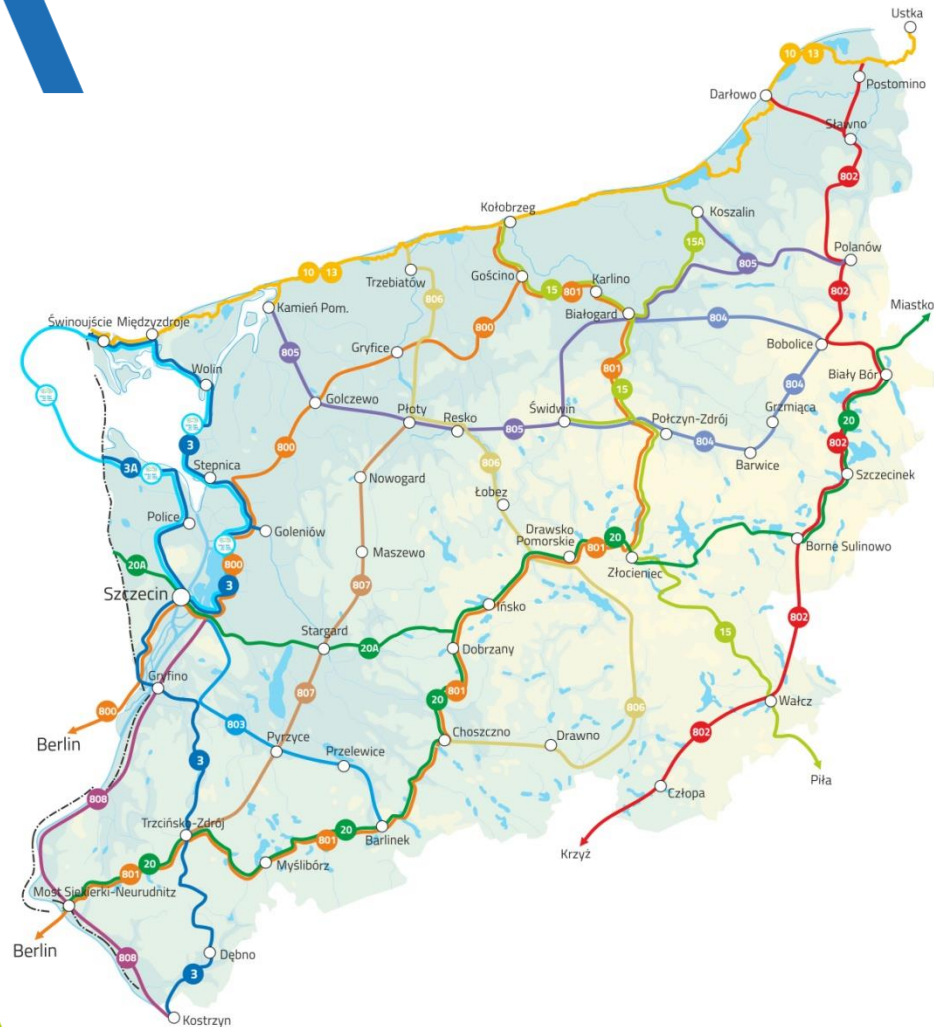 Ustka
10 13
Postomino
Darłowo
Sławno
802
Kołobrzeg
Koszalin
15A
Polanów
805
10 13
Trzebiatów
Gościno
15 801
Karlino
806
802
Miastko
Kamień Pom.
Białogard
804
Świnoujście
Międzyzdroje
800
Bobolice
805
Gryfice
Wolin
801
Biały Bór
15
804
Golczewo
Płoty
Resko
805
Świdwin
Połczyn-Zdrój
804
Grzmiąca
20
3
800
806
Barwice
802
3A
Stepnica
Nowogard
Szczecinek
Łobez
Police
Goleniów
Drawsko
Pomorskie
801
20
Borne Sulinowo
20A
800
3
Maszewo
Złocieniec
807
Szczecin
Ińsko
802
15
Stargard
20A
Dobrzany
Gryfino
807
20
801
806
Wałcz
800
Berlin
803
Choszczno
Drawno
802
Pyrzyce
Przelewice
3
Piła
Człopa
808
Trzcińsko-Zdrój
801
20
Barlinek
Krzyż
801
20
Myślibórz
Most Siekierki-Neurudnitz
Berlin
808
Dębno
3
Kostrzyn